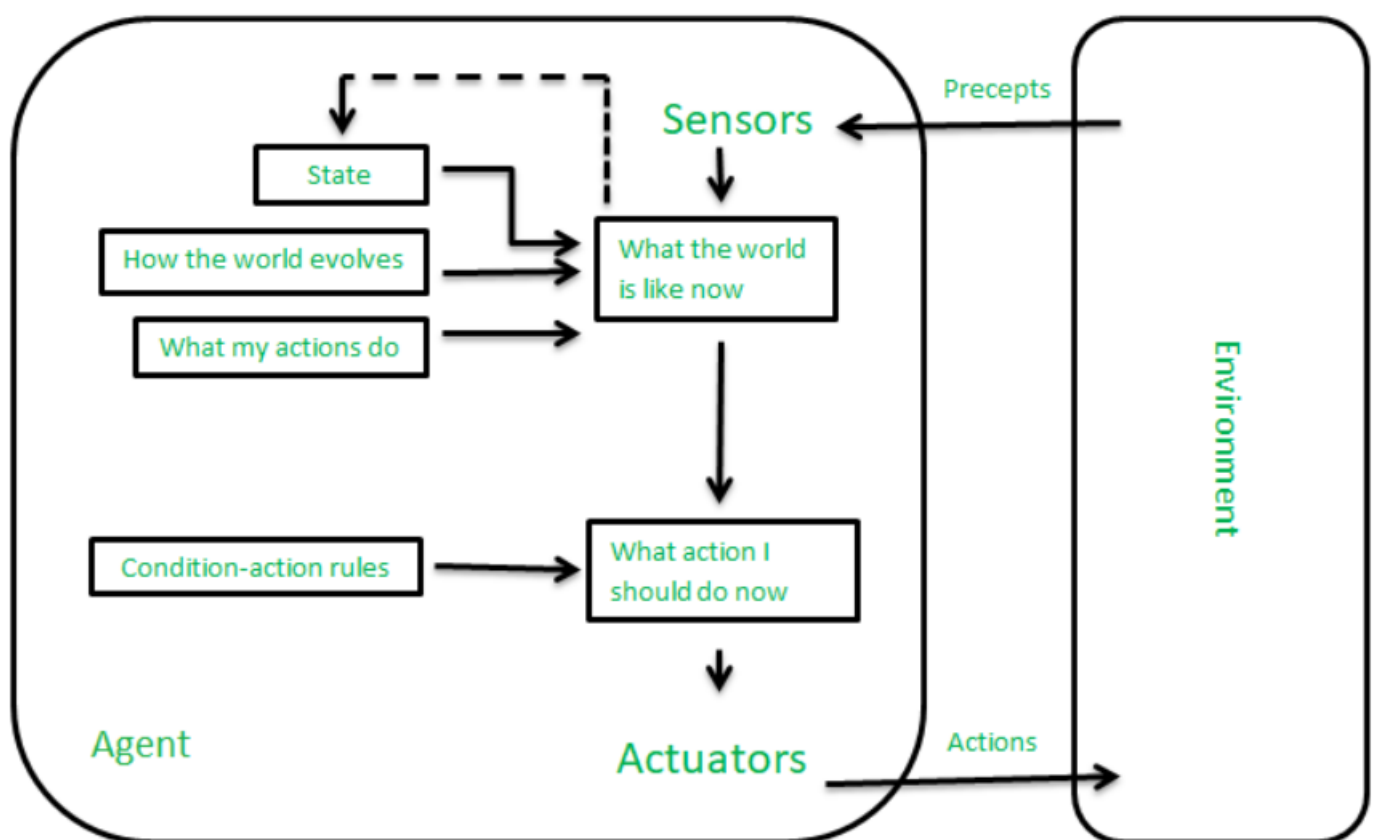 Precepts
Sensors
State
How the world evolves
What the world
is like now
What my actions do
Environment
What action I
should do now
Condition-action rules
Agent
Actuators
Actions